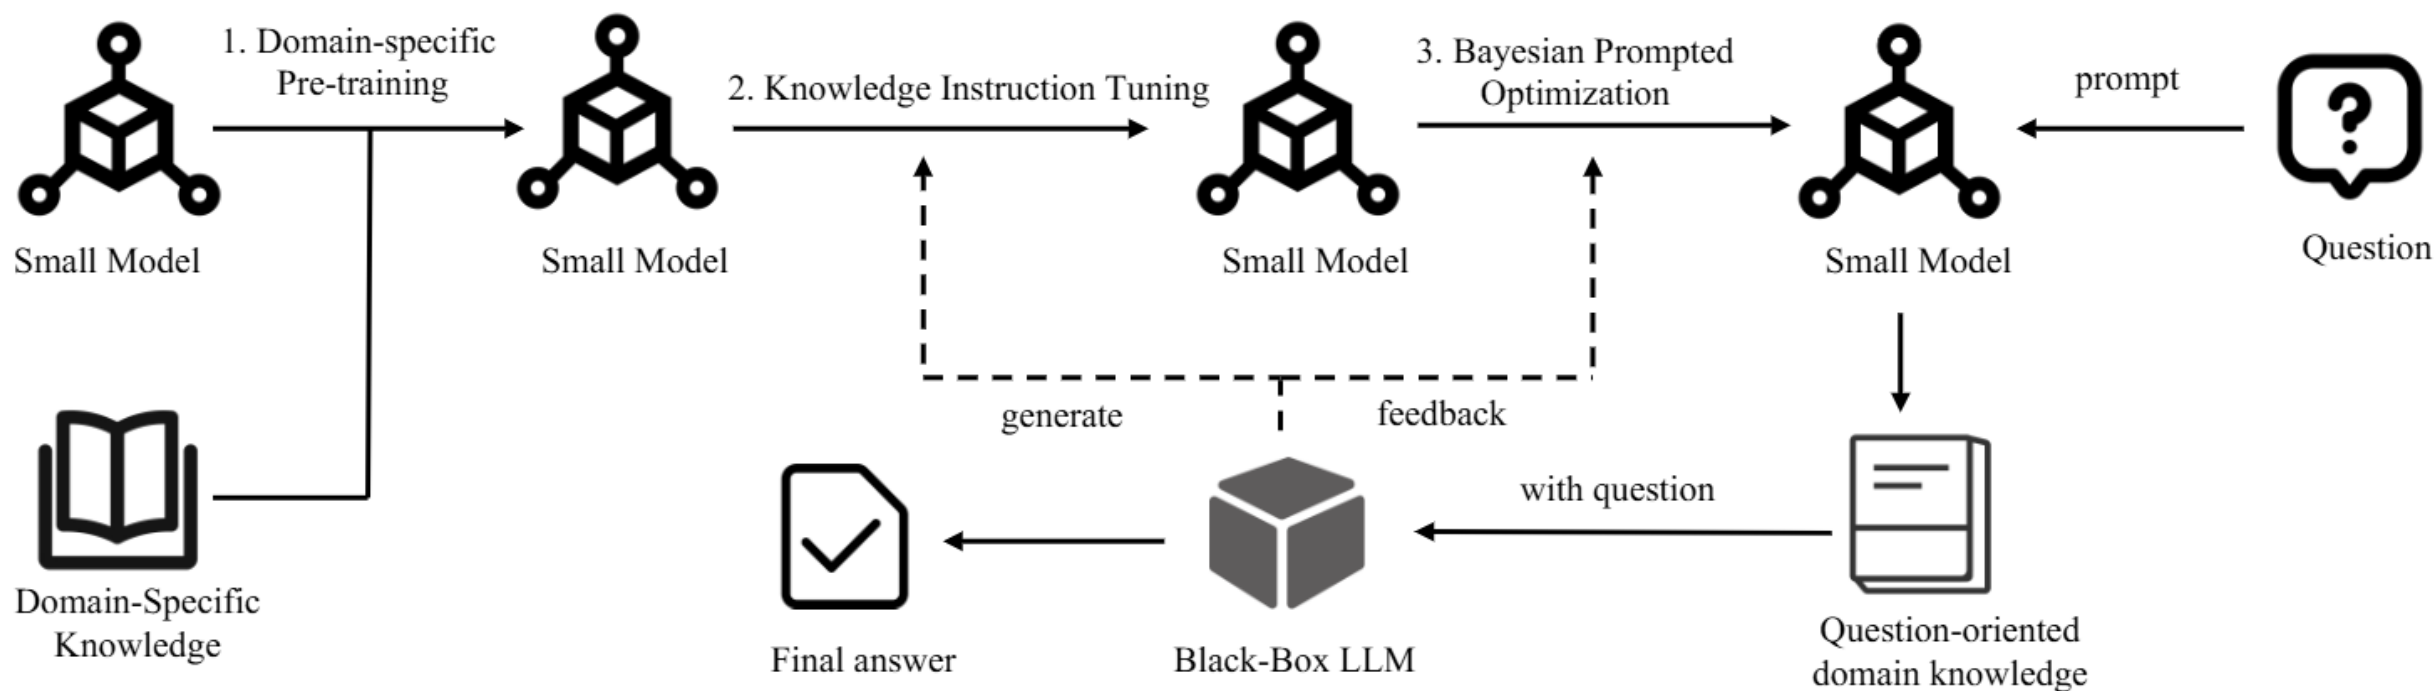 1. Domain-specific
Pre-training
2. Knowledge Instruction Tuning
3. Bayesian Prompted
Optimization
prompt
Small Model
Small Model
Small Model
Small Model
Question
generate
feedback
with question
Domain-Specific
Knowledge
Final answer
Black-Box LLM
Question-oriented
domain knowledge